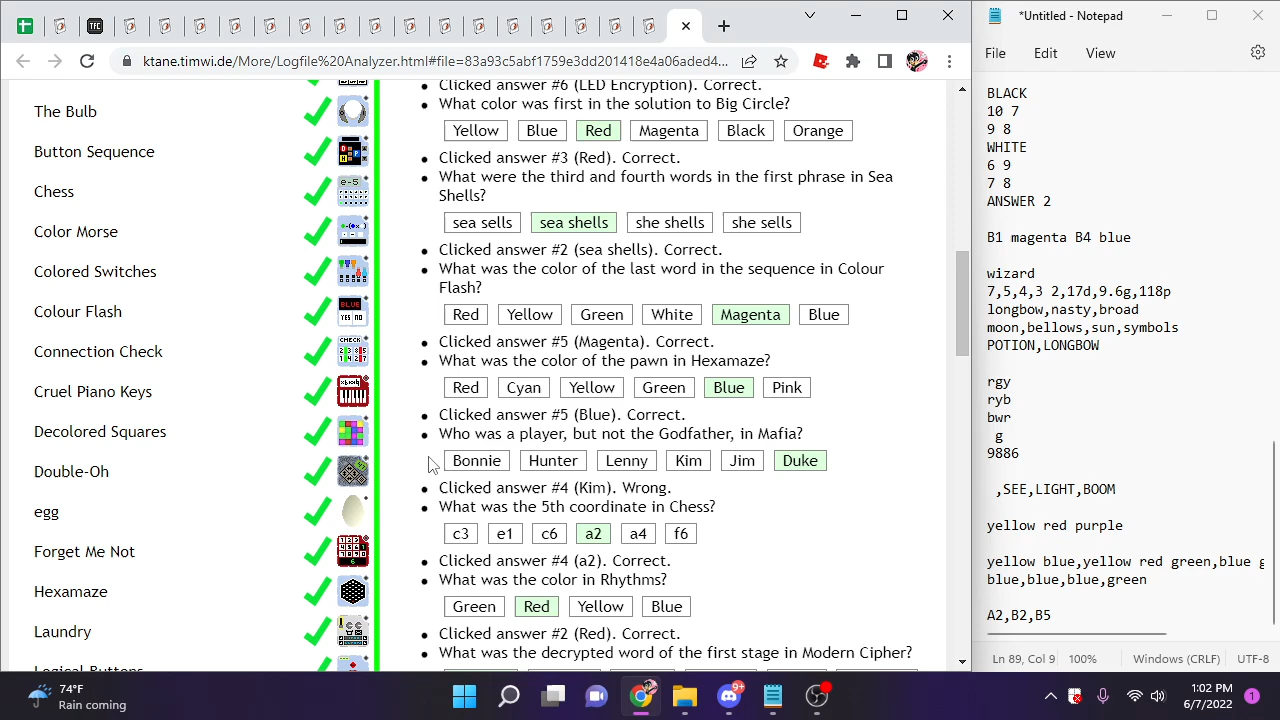 TFC
*Untitled - Notepad
ktane.timwi.de/More/Logfile%20Analyzer.html#file=83f93c5abf1759e3dd201418e4a06aded4...
File Edit View
The Bulb
Button Sequence
Chess
Color Morse
Colored Switches
Colour Flash
Connection Check
Cruel Piano Keys
Decolored Squares
Double-Oh
egg
Forget Me Not
Hexamaze
Laundry
Logical Buttons
Clicked answer #6 (LED Encryption). Correct.
What color was first in the solution to Big Circle?
Yellow Blue Red Magenta Black Orange
Clicked answer #3 (Red). Correct.
What were the third and fourth words in the first phrase in Sea
Shells?
sea sells sea shells she shells she sells
Clicked answer #2 (sea shells). Correct.
What was the color of the last word in the sequence in Colour
Flash?
Red Yellow Green White Magenta Blue
Clicked answer #5 (Magenta). Correct.
What was the color of the pawn in Hexamaze?
Red Cyan Yellow Green Blue Pink
Clicked answer #5 (Blue). Correct.
Who was a player, but not the Godfather, in Mafia?
Bonnie Hunter Lenny Kim Jim Duke
Clicked answer #4 (Kim). Wrong.
What was the 5th coordinate in Chess?
c3 e1 c6 a2 a4 f6
Clicked answer #4 (a2). Correct.
What was the color in Rhythms?
Green Red Yellow Blue
Clicked answer #2 (Red). Correct.
What was the decrypted word of the first stage in Modern Cipher?
BLACK
10 7
9 8
WHITE
6 9
7 8
ANSWER 2
B1 magenta B4 blue
wizard
7,5,4,3 2,17d,9.6g,118p
longbow,nasty,broad
moon,bellows,sun,symbols
POTION,LONGBOW
rgy
ryb
bwr
g
9886
,SEE,LIGHT,BOOM
yellow red purple
yellow blue,yellow red green,blue g
blue,blue,blue,green
A2,B2,B5
Ln 89, Col 9 100% Windows (CRLF) UTF-8
74°F
Rain coming
9+
1:02 PM
6/7/2022
1